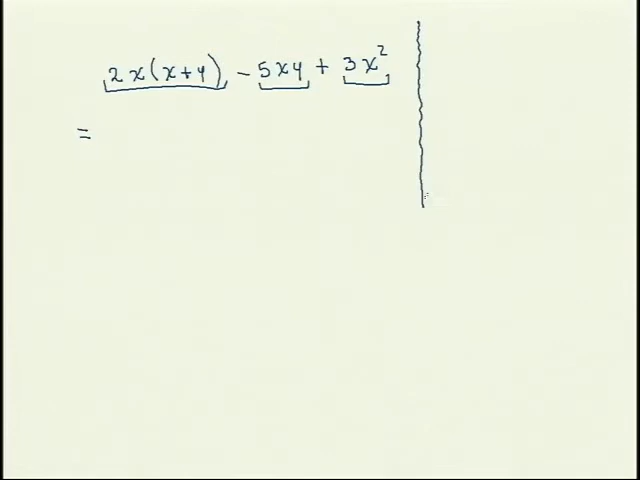 2x(x+y) - 5xy + 3x²
=